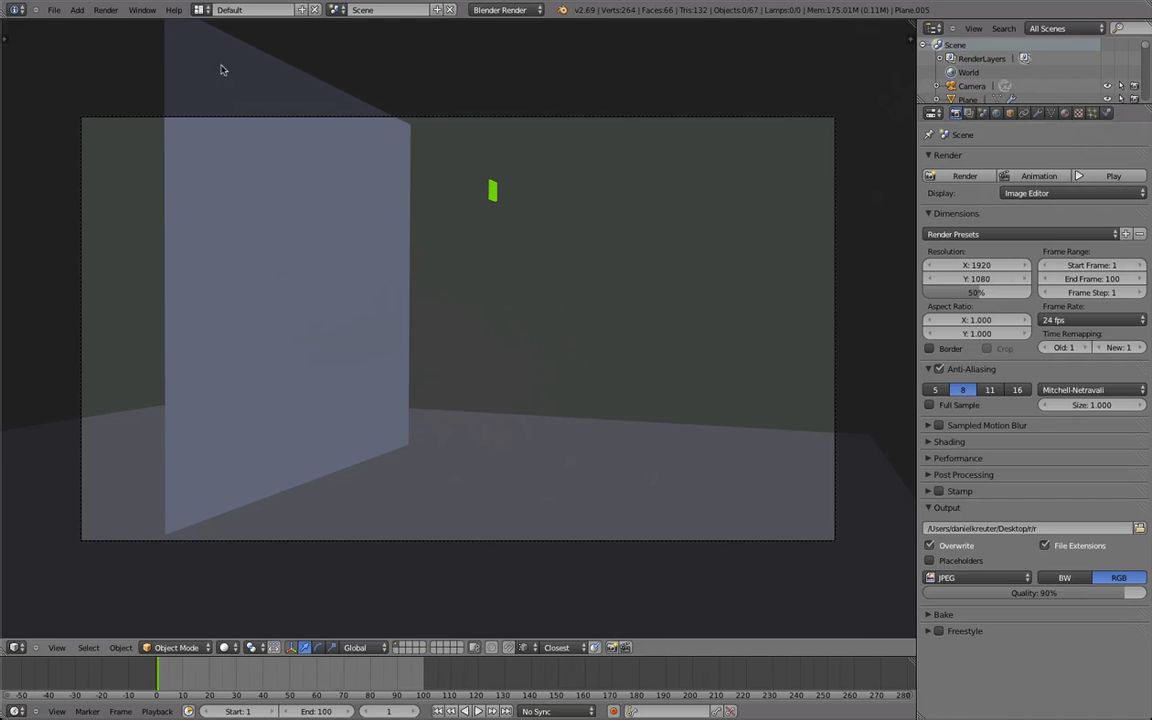 File Add Render Window Help Default Scene Blender Render v2.69 | Verts:264 | Faces:66 | Tris:132 | Objects:0/67 | Lamps:0/0 | Mem:175.01M (0.11M) | Plane.005
View Search All Scenes
Scene
RenderLayers
World
Camera
Plane
Scene
Render
Render Animation Play
Display: Image Editor
Dimensions
Render Presets
Resolution: Frame Range:
X: 1920 Start Frame: 1
Y: 1080 End Frame: 100
50% Frame Step: 1
Aspect Ratio: Frame Rate:
X: 1.000 24 fps
Y: 1.000 Time Remapping:
Border Crop Old: 1 New: 1
Anti-Aliasing
5 8 11 16 Mitchell-Netravali
Full Sample Size: 1.000
Sampled Motion Blur
Shading
Performance
Post Processing
Stamp
Output
/Users/danielkreuter/Desktop/r/r
Overwrite File Extensions
Placeholders
JPEG BW RGB
Quality: 90%
Bake
Freestyle
View Select Object Object Mode Global Closest
-50 -40 -30 -20 -10 0 10 20 30 40 50 60 70 80 90 100 110 120 130 140 150 160 170 180 190 200 210 220 230 240 250 260 270 280
View Marker Frame Playback Start: 1 End: 100 1 No Sync